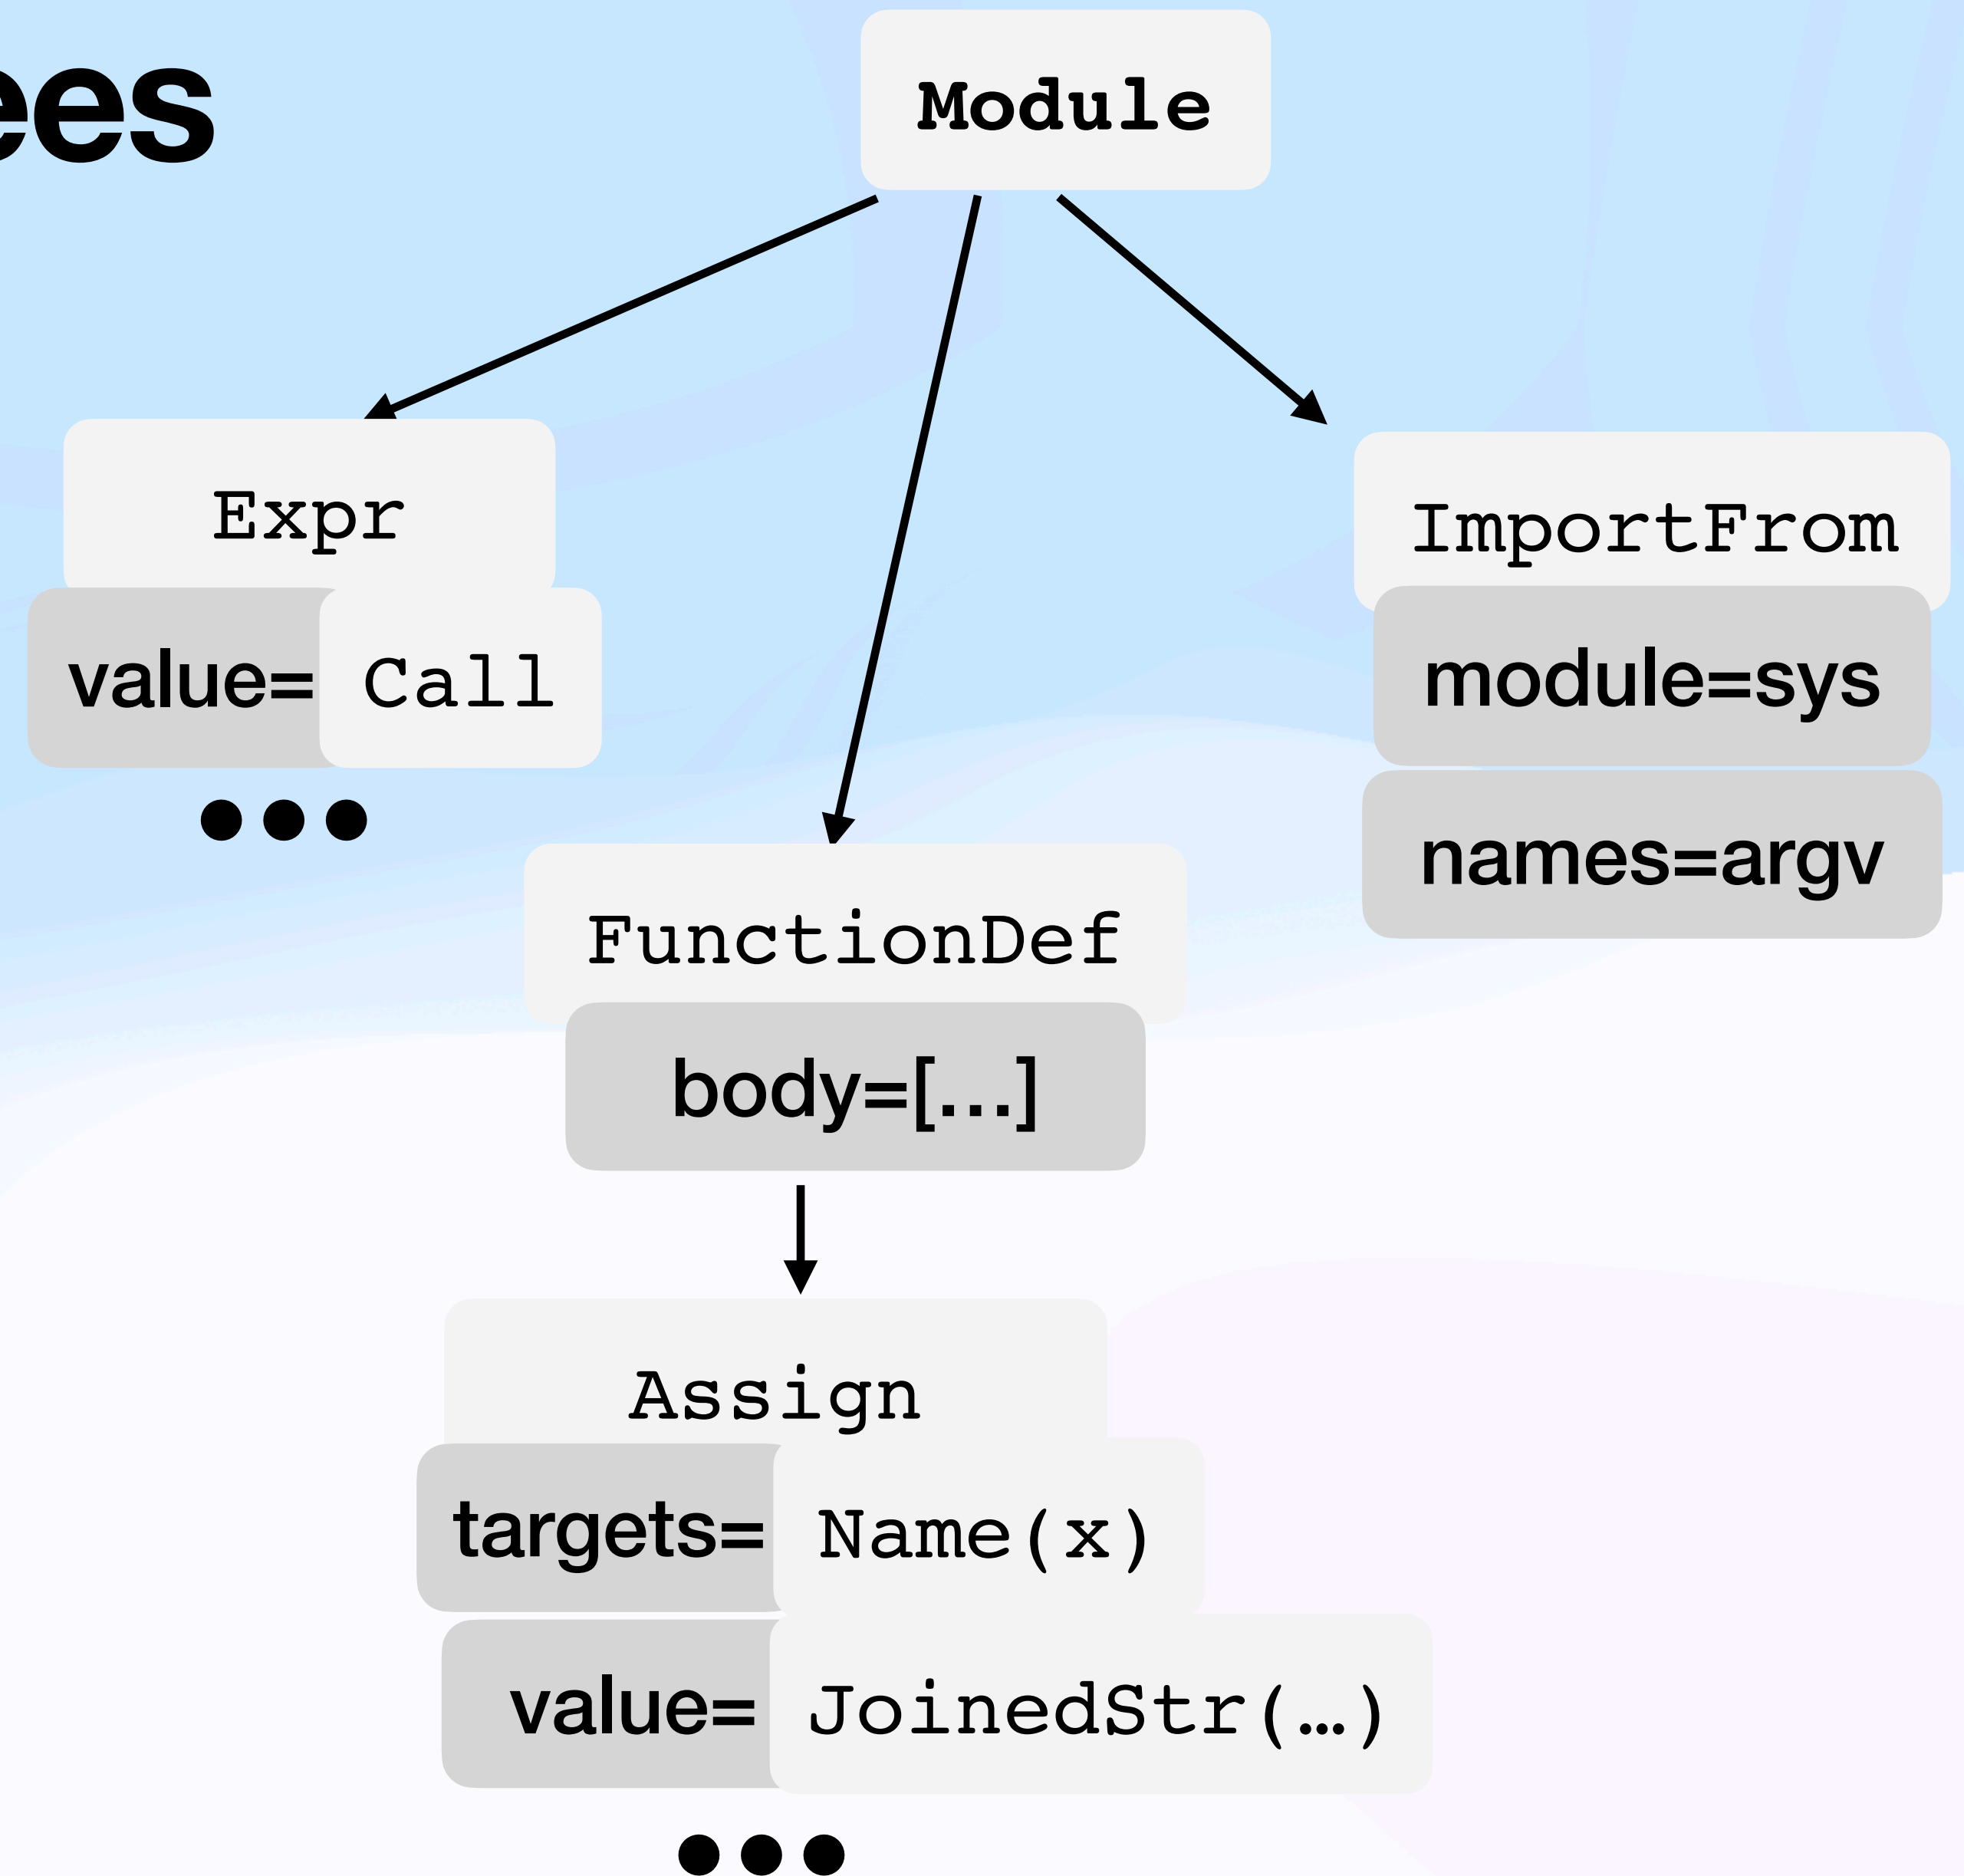 ees
Module
Expr
value= Call
•••
ImportFrom
module=sys
names=argv
FunctionDef
body=[...]
Assign
targets= Name(x)
value= JoinedStr(…)
•••